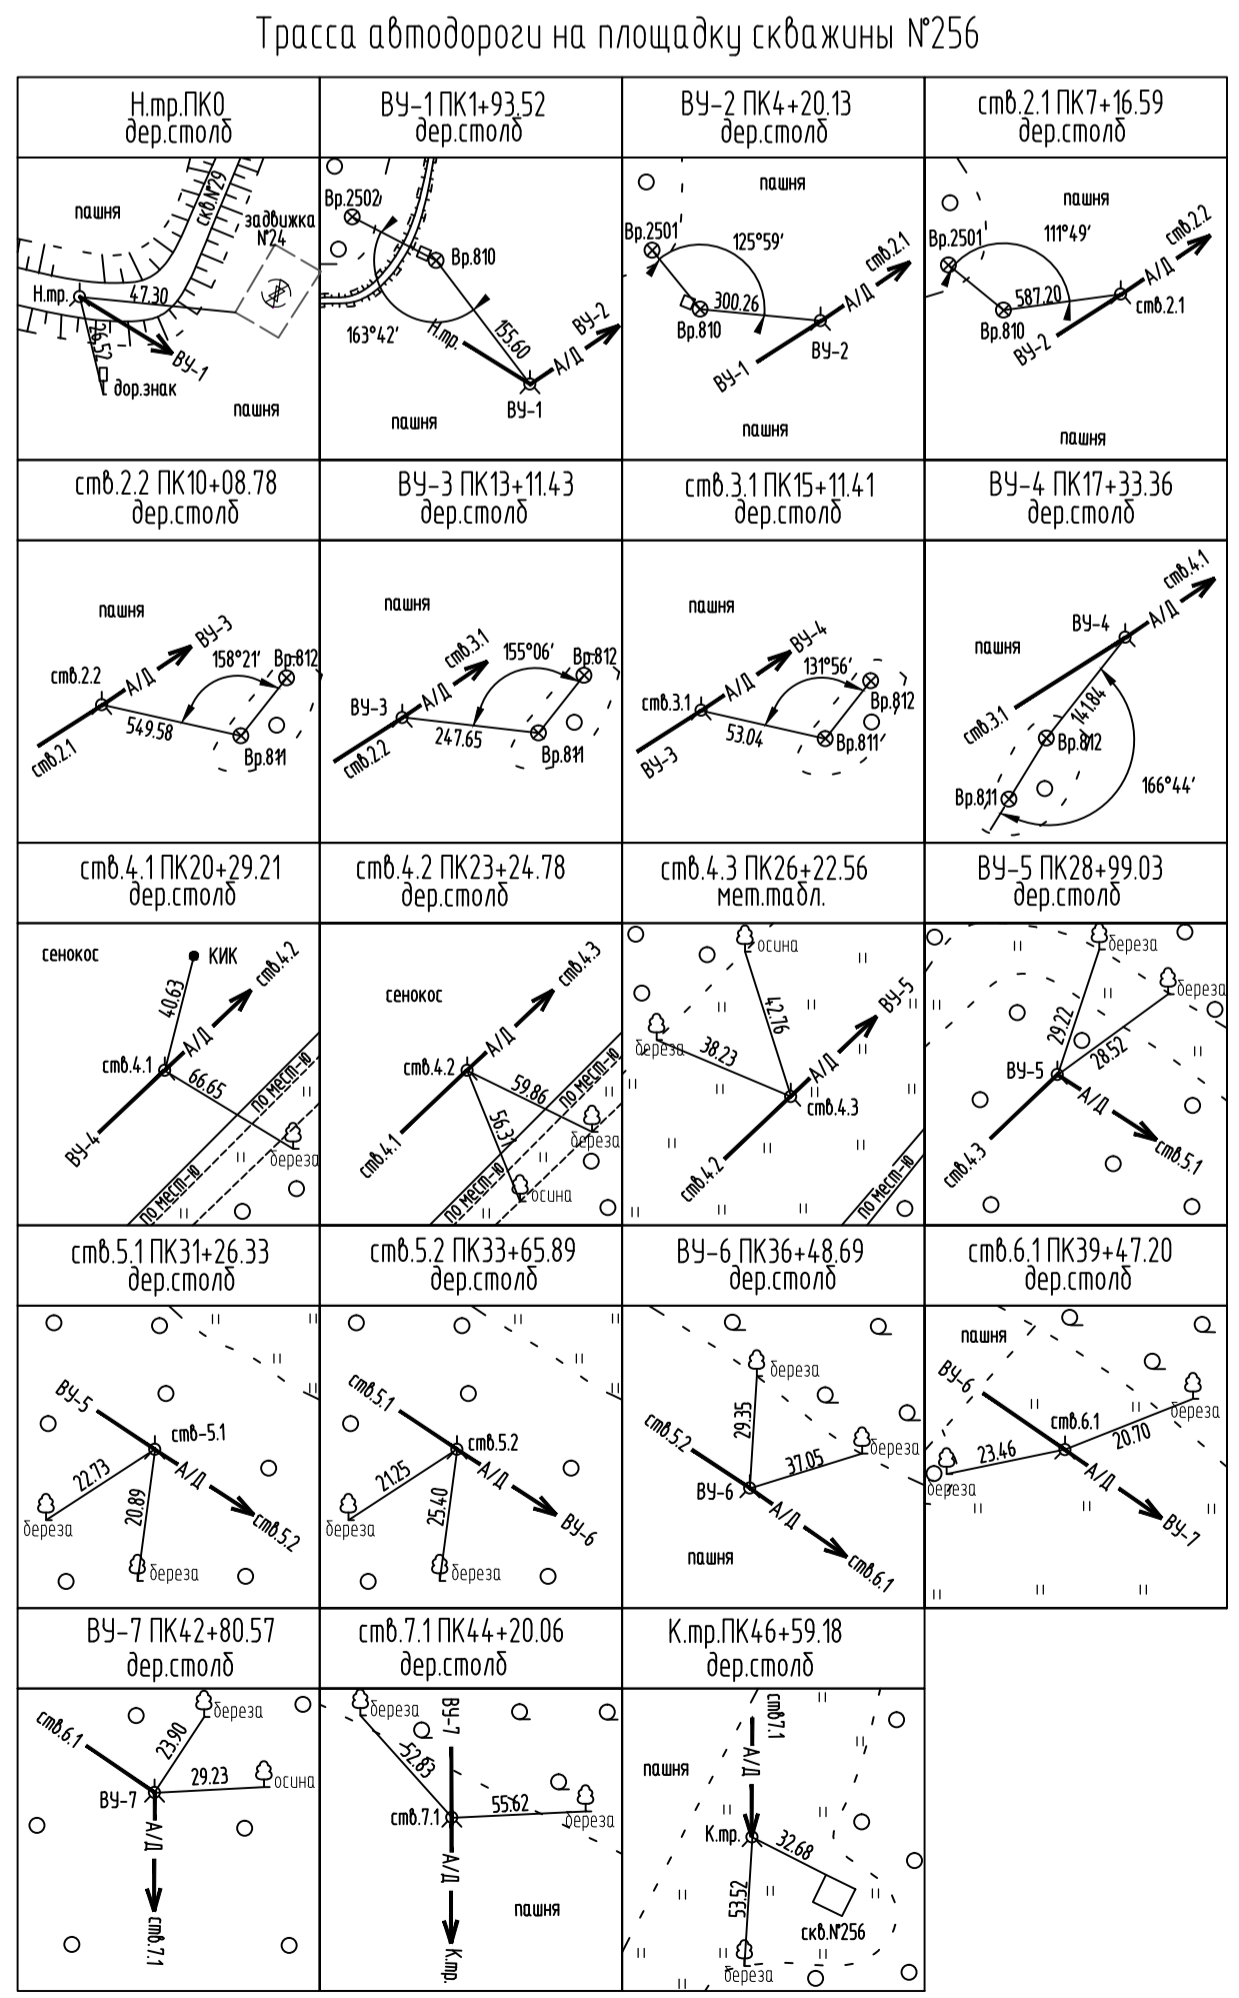 Трасса автодороги на площадку скважины №256
Н.тр.ПК0
дер.столб
пашня
скв.№29
задвижка
№24
Н.тр.
47.30
26.52
ВУ-1
дор.знак
пашня
ВУ-1 ПК1+93.52
дер.столб
Вр.2502
Вр.810
163°42'
Н.тр.
155.60
ВУ-2
А/Д
ВУ-1
пашня
ВУ-2 ПК4+20.13
дер.столб
пашня
Вр.2501
125°59'
ств.2.1
А/Д
300.26
Вр.810
ВУ-2
ВУ-1
пашня
ств.2.1 ПК7+16.59
дер.столб
пашня
Вр.2501
111°49'
ств.2.2
А/Д
587.20
Вр.810
ств.2.1
ВУ-2
пашня
ств.2.2 ПК10+08.78
дер.столб
пашня
ВУ-3
158°21'
Вр.812
ств.2.2
А/Д
549.58
Вр.811
ств.2.1
ВУ-3 ПК13+11.43
дер.столб
пашня
ств.3.1
155°06'
Вр.812
ВУ-3
А/Д
247.65
Вр.811
ств.2.2
ств.3.1 ПК15+11.41
дер.столб
пашня
ВУ-4
131°56'
Вр.812
ств.3.1
А/Д
53.04
Вр.811
ВУ-3
ВУ-4 ПК17+33.36
дер.столб
ств.4.1
ВУ-4
А/Д
пашня
141.84
ств.3.1
Вр.812
Вр.811
166°44'
ств.4.1 ПК20+29.21
дер.столб
сенокос
КИК
ств.4.2
40.63
А/Д
ств.4.1
66.65
по мест-ю
ВУ-4
береза
по мест-ю
ств.4.2 ПК23+24.78
дер.столб
сенокос
ств.4.3
А/Д
ств.4.2
59.86
по мест-ю
56.37
ств.4.1
береза
осина
по мест-ю
ств.4.3 ПК26+22.56
мет.табл.
осина
42.76
ВУ-5
береза
38.23
А/Д
ств.4.3
ств.4.2
по мест-ю
ВУ-5 ПК28+99.03
дер.столб
береза
береза
29.22
28.52
ВУ-5
А/Д
ств.4.3
ств.5.1
ств.5.1 ПК31+26.33
дер.столб
ВУ-5
ств-5.1
22.73
А/Д
20.89
береза
ств.5.2
береза
ств.5.2 ПК33+65.89
дер.столб
ств.5.1
ств.5.2
21.25
А/Д
25.40
береза
ВУ-6
береза
ВУ-6 ПК36+48.69
дер.столб
береза
29.35
ств.5.2
37.05
береза
ВУ-6
А/Д
пашня
ств.6.1
ств.6.1 ПК39+47.20
дер.столб
пашня
ВУ-6
ств.6.1
береза
20.70
23.46
береза
А/Д
ВУ-7
ВУ-7 ПК42+80.57
дер.столб
береза
ств.6.1
23.90
29.23
осина
ВУ-7
А/Д
ств.7.1
ств.7.1 ПК44+20.06
дер.столб
береза
ВУ-7
52.83
55.62
ств.7.1
береза
А/Д
пашня
К.тр.
К.тр.ПК46+59.18
дер.столб
ств7.1
А/Д
пашня
К.тр.
32.68
53.52
скв.№256
береза